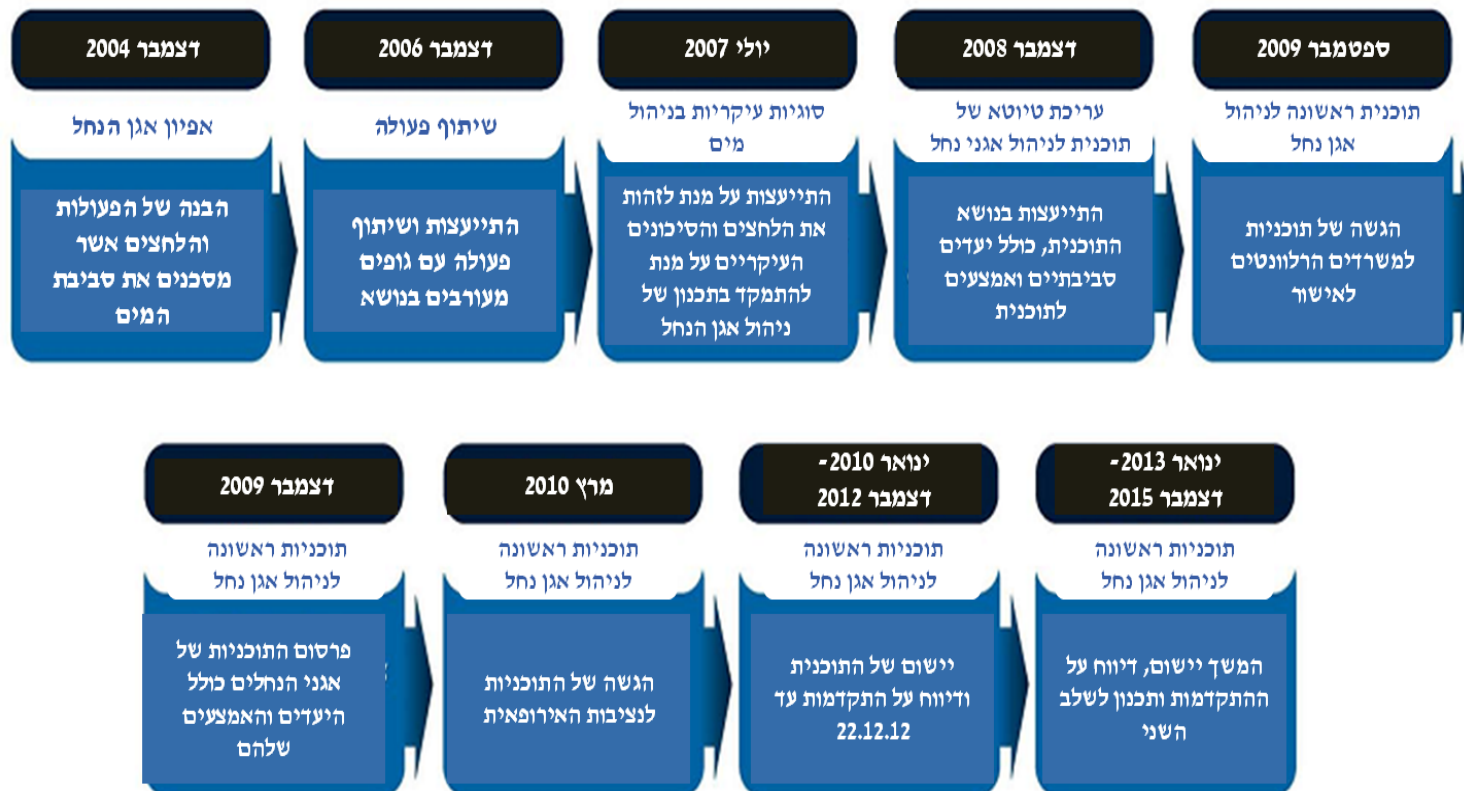 דצמבר 2004
אפיון אגן הנחל
הבנה של הפעולות
והלחצים אשר
מסכנים את סביבת
המים
דצמבר 2006
שיתוף פעולה
התייעצות ושיתוף
פעולה עם גופים
מעורבים בנושא
יולי 2007
סוגיות עיקריות בניהול
מים
התייעצות על מנת לזהות
את הלחצים והסיכונים
העיקריים על מנת
להתמקד בתכנון של
ניהול אגן הנחל
דצמבר 2008
עריכת טיוטא של
תוכנית לניהול אגני נחל
התייעצות בנושא
התוכנית, כולל יעדים
סביבתיים ואמצעים
לתוכנית
ספטמבר 2009
תוכנית ראשונה לניהול
אגן נחל
הגשה של תוכניות
למשרדים הרלוונטים
לאישור
דצמבר 2009
תוכניות ראשונה
לניהול אגן נחל
פרסום התוכניות של
אגני הנחלים כולל
היעדים והאמצעים
שלהם
מרץ 2010
תוכניות ראשונה
לניהול אגן נחל
הגשה של התוכניות
לנציבות האירופאית
ינואר 2010-
דצמבר 2012
תוכניות ראשונה
לניהול אגן נחל
יישום של התוכנית
ודיווח על התקדמות עד
22.12.12
ינואר 2013-
דצמבר 2015
תוכניות ראשונה
לניהול אגן נחל
המשך יישום, דיווח על
ההתקדמות ותכנון לשלב
השני